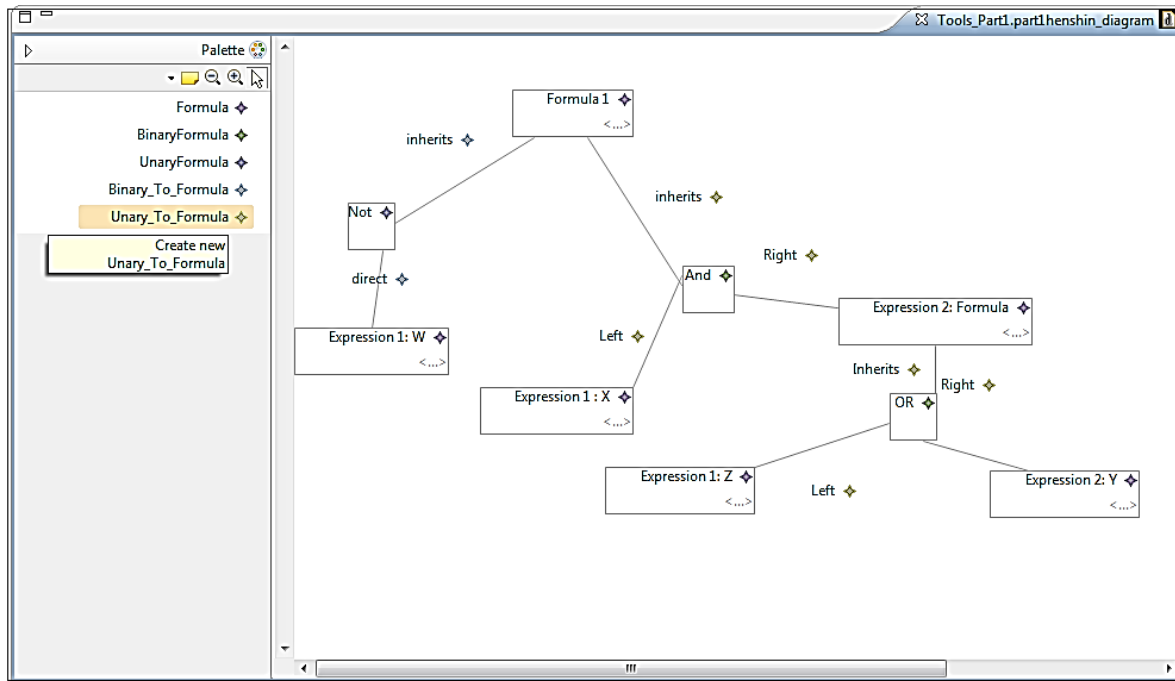 Tools_Part1.part1henshin_diagram
Palette
Formula
BinaryFormula
UnaryFormula
Binary_To_Formula
Unary_To_Formula
Create new
Unary_To_Formula
Formula 1
<...>
inherits
inherits
Not
And
Right
direct
Expression 2: Formula
<...>
Expression 1: W
<...>
Left
Inherits
Right
Expression 1 : X
<...>
OR
Expression 1: Z
<...>
Left
Expression 2: Y
<...>